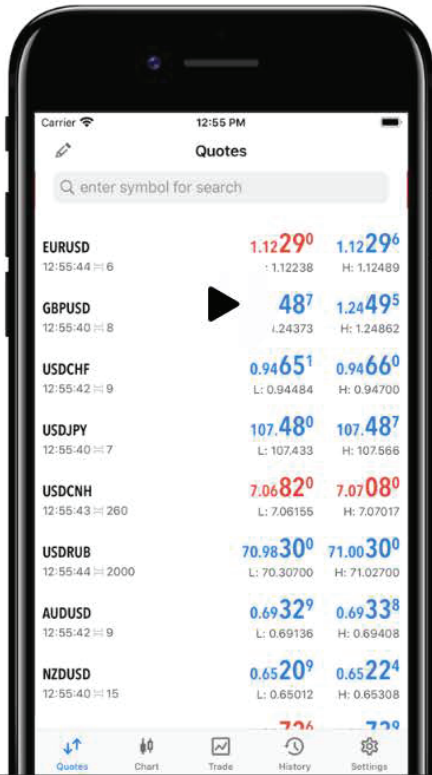 Carrier 12:55 PM
Quotes
enter symbol for search
EURUSD 1.12290 1.12296
12:55:44 6 : 1.12238 H: 1.12489
GBPUSD 487 1.24495
12:55:40 8 .24373 H: 1.24862
USDCHF 0.94651 0.94660
12:55:42 9 L: 0.94484 H: 0.94700
USDJPY 107.480 107.487
12:55:40 7 L: 107.433 H: 107.566
USDCNH 7.06820 7.07080
12:55:43 260 L: 7.06155 H: 7.07017
USDRUB 70.98300 71.00300
12:55:44 2000 L: 70.30700 H: 71.02700
AUDUSD 0.69329 0.69338
12:55:42 9 L: 0.69136 H: 0.69408
NZDUSD 0.65209 0.65224
12:55:40 15 L: 0.65012 H: 0.65308
Quotes Chart Trade History Settings